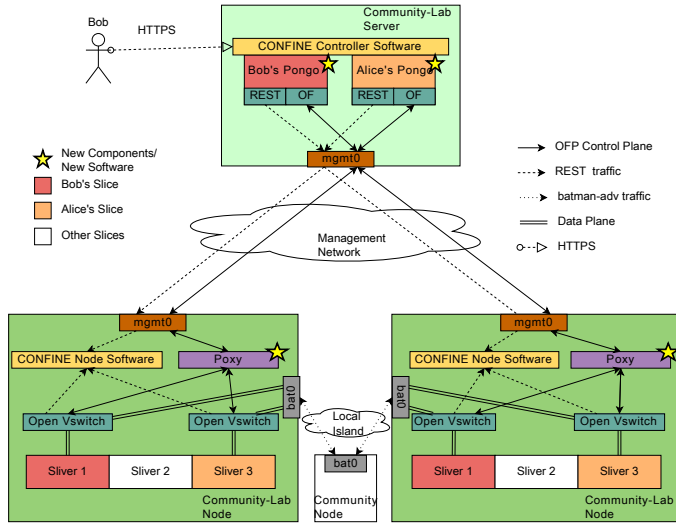 Bob
HTTPS
Community-Lab
Server
CONFINE Controller Software
Bob's Pongo
Alice's Pongo
REST
OF
REST
OF
mgmt0
New Components/
New Software
Bob's Slice
Alice's Slice
Other Slices
OFP Control Plane
REST traffic
batman-adv traffic
Data Plane
HTTPS
Management
Network
mgmt0
CONFINE Node Software
Poxy
bat0
Open Vswitch
Open Vswitch
Sliver 1
Sliver 2
Sliver 3
Community-Lab
Node
Local
Island
bat0
Community
Node
mgmt0
CONFINE Node Software
Poxy
bat0
Open Vswitch
Open Vswitch
Sliver 1
Sliver 2
Sliver 3
Community-Lab
Node